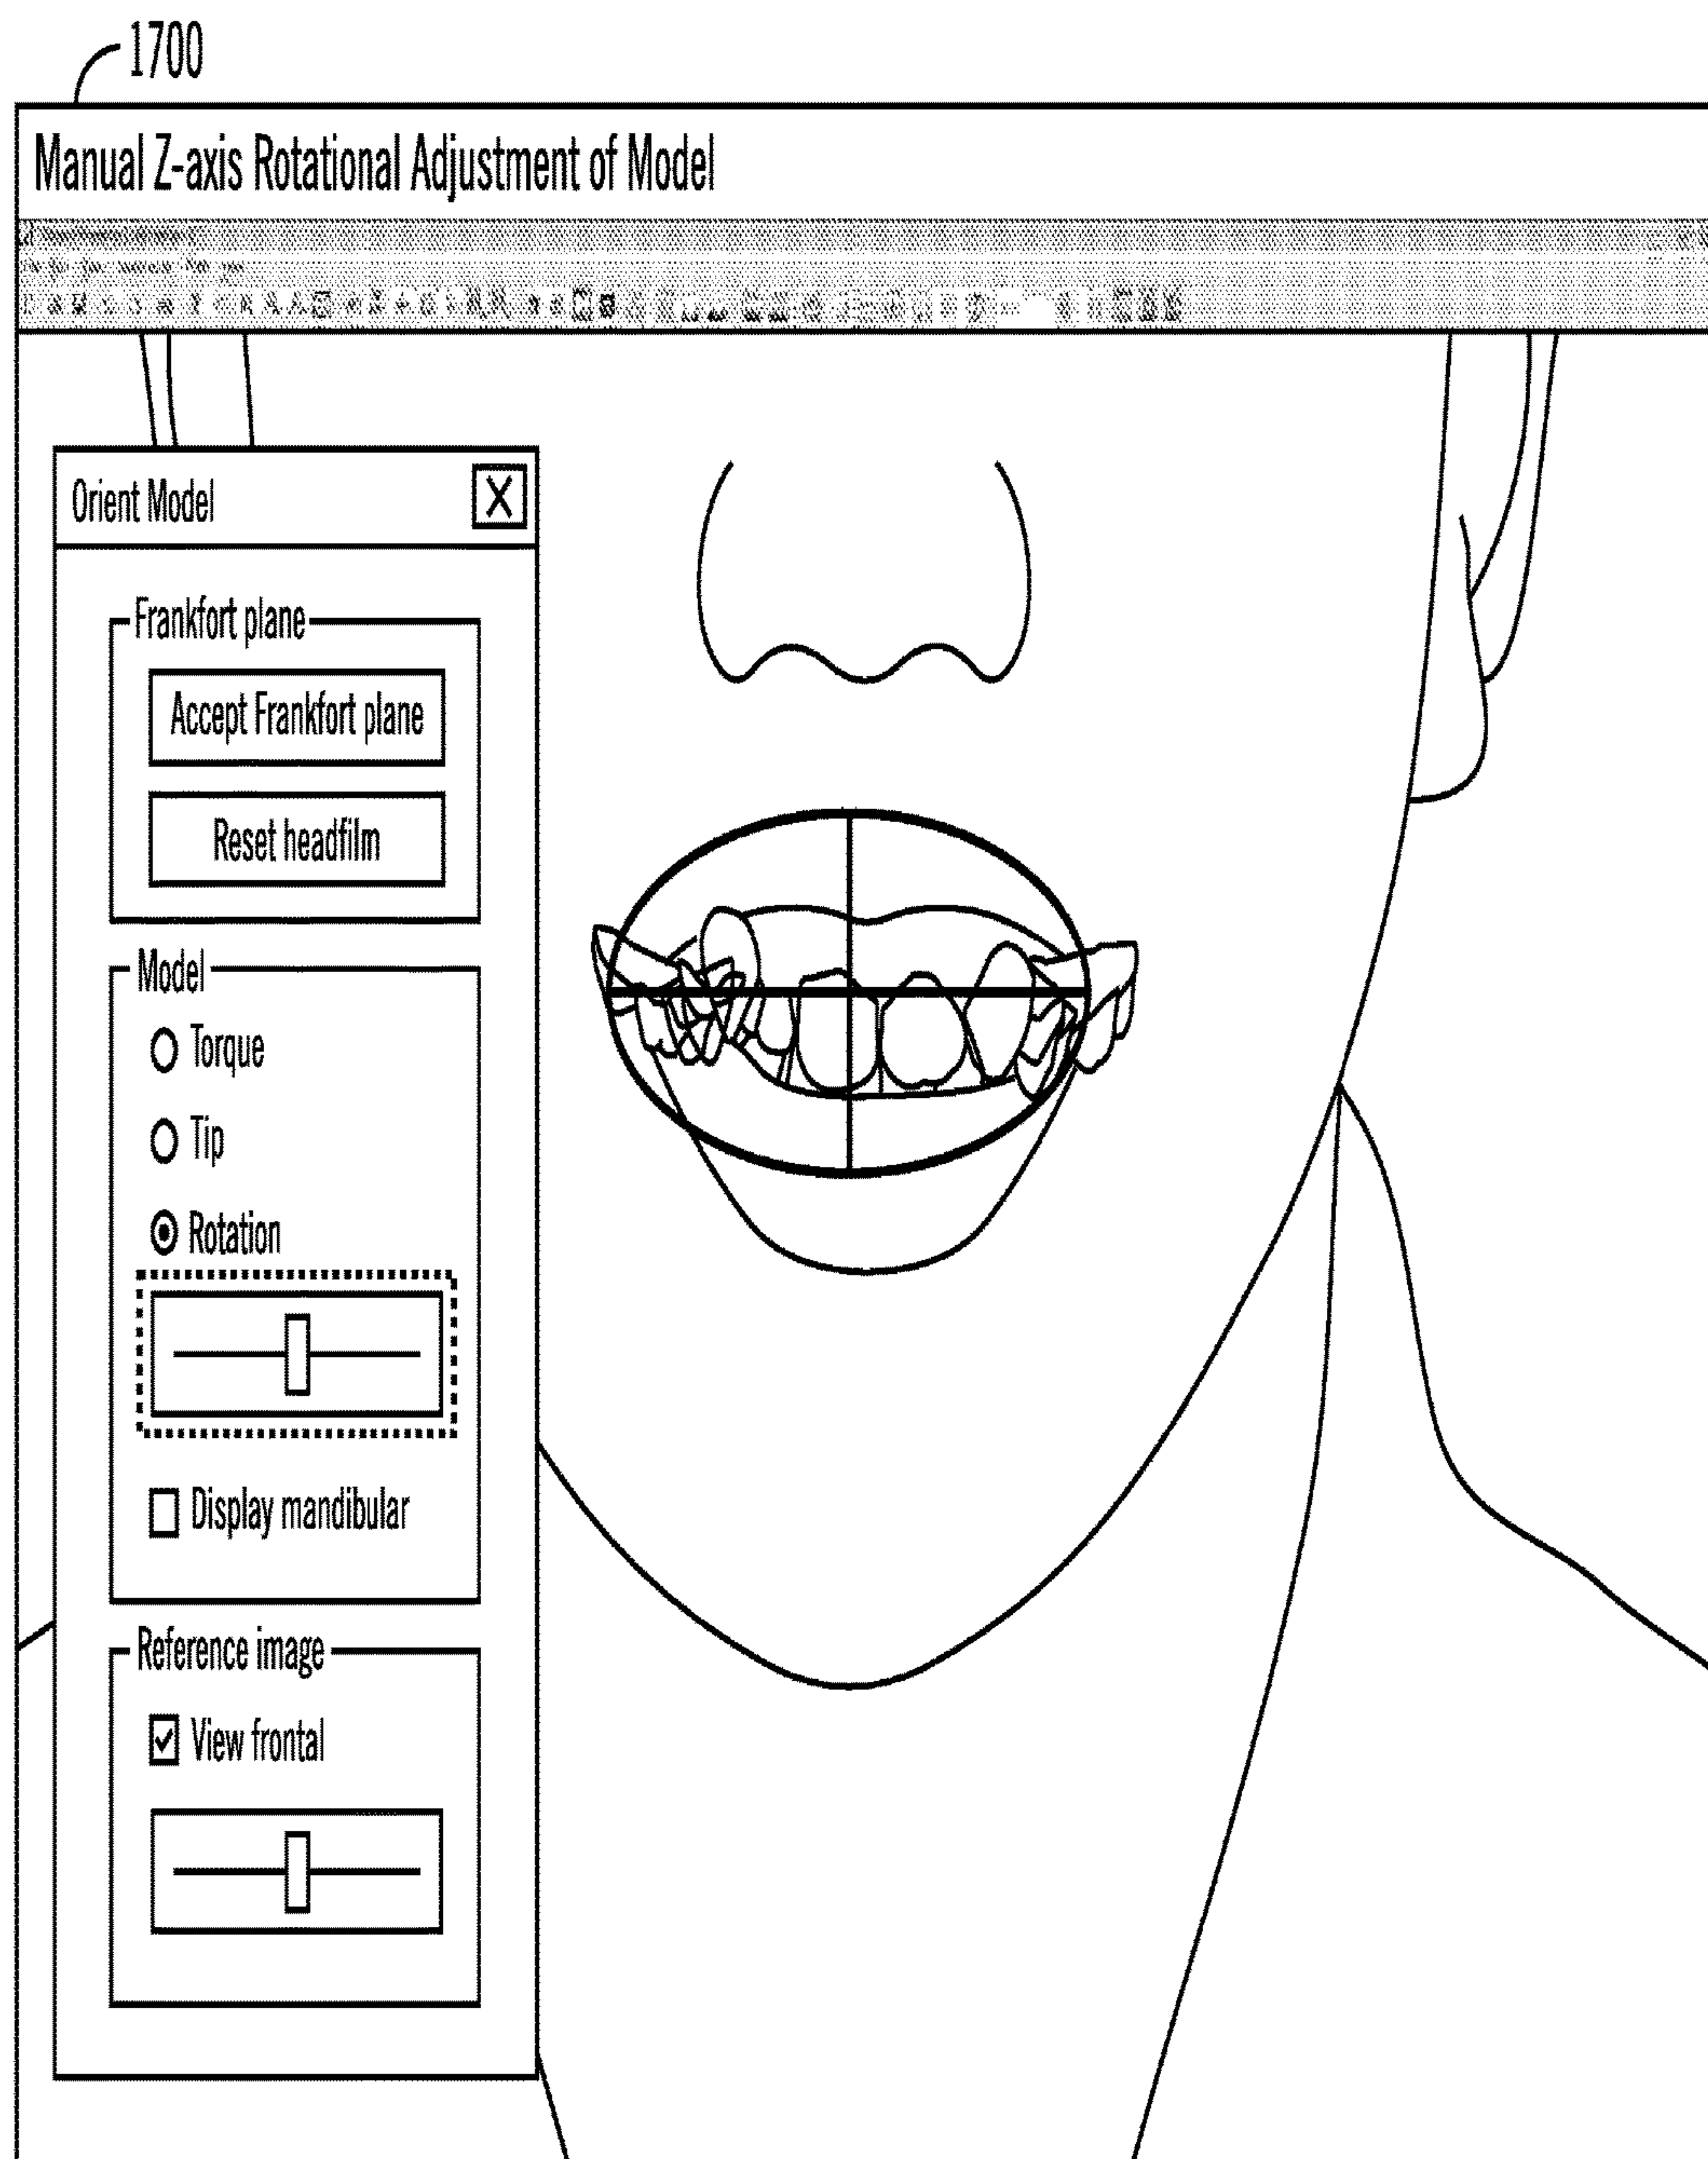 1700
Manual Z-axis Rotational Adjustment of Model
Orient Model
X
Frankfort plane
Accept Frankfort plane
Reset headfilm
Model
Torque
Tip
Rotation
Display mandibular
Reference image
View frontal